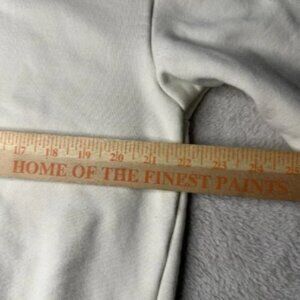 17 18 19 20 21 22 23 24 25
HOME OF THE FINEST PAINTS.